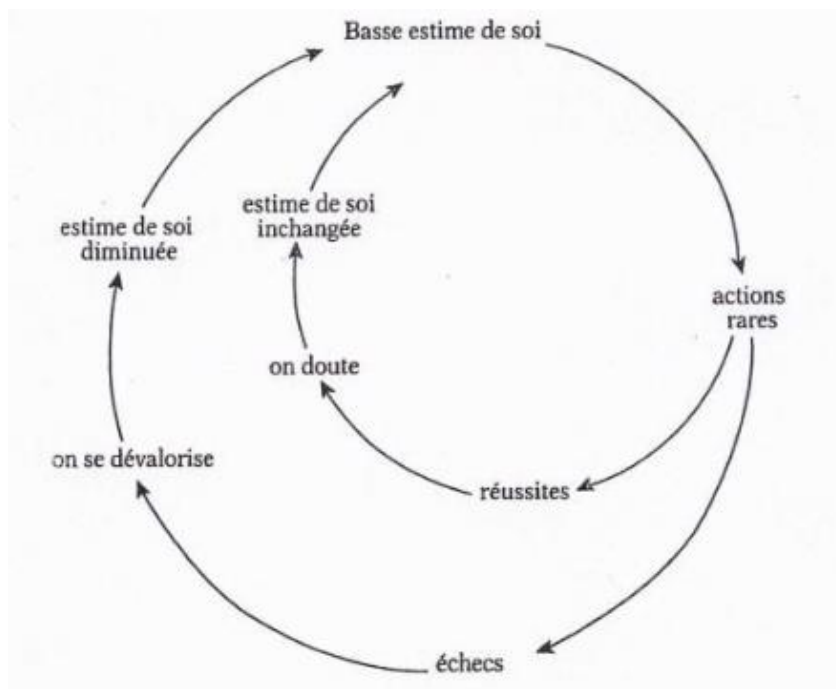 Basse estime de soi
estime de soi
diminuée
estime de soi
inchangée
actions
rares
on doute
on se dévalorise
réussites
échecs